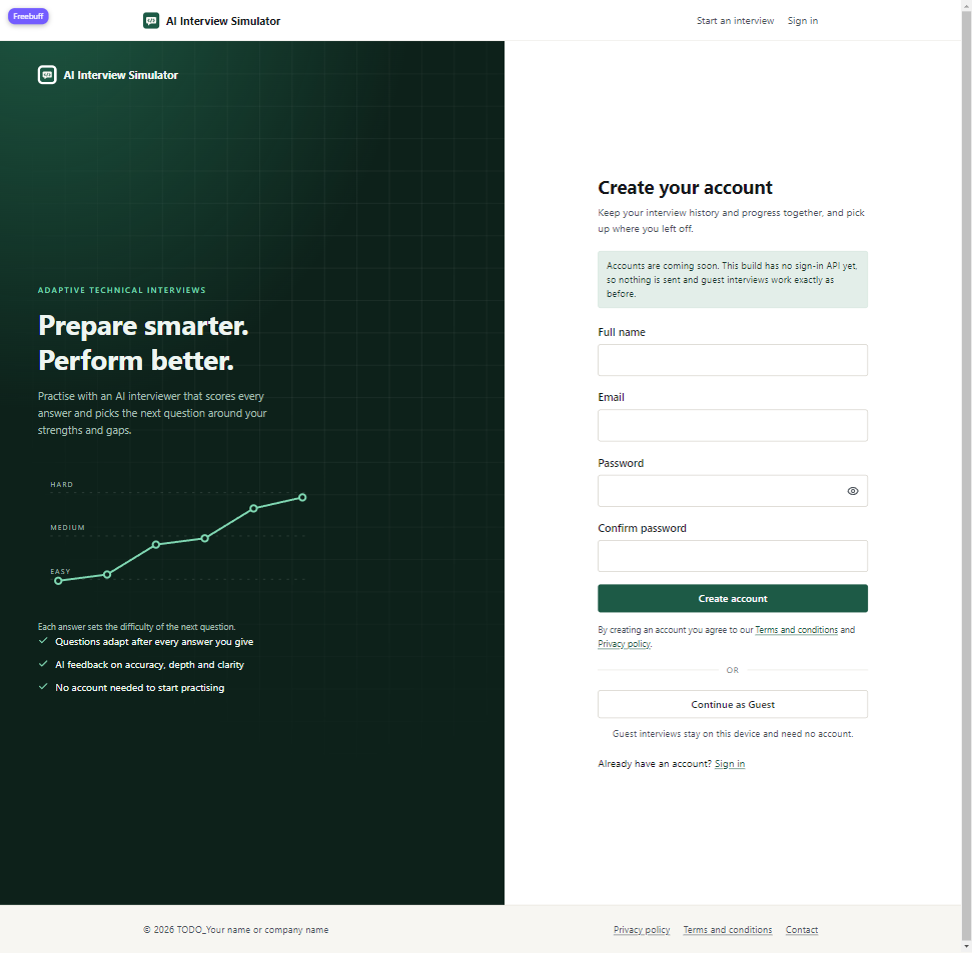 Freebuff
AI Interview Simulator
Start an interview
Sign in
AI Interview Simulator
ADAPTIVE TECHNICAL INTERVIEWS
Prepare smarter.
Perform better.
Practise with an AI interviewer that scores every
answer and picks the next question around your
strengths and gaps.
HARD
MEDIUM
EASY
Each answer sets the difficulty of the next question.
Questions adapt after every answer you give
AI feedback on accuracy, depth and clarity
No account needed to start practising
Create your account
Keep your interview history and progress together, and pick
up where you left off.
Accounts are coming soon. This build has no sign-in API yet,
so nothing is sent and guest interviews work exactly as
before.
Full name
Email
Password
Confirm password
Create account
By creating an account you agree to our Terms and conditions and
Privacy policy.
OR
Continue as Guest
Guest interviews stay on this device and need no account.
Already have an account? Sign in
© 2026 TODO_Your name or company name
Privacy policy
Terms and conditions
Contact